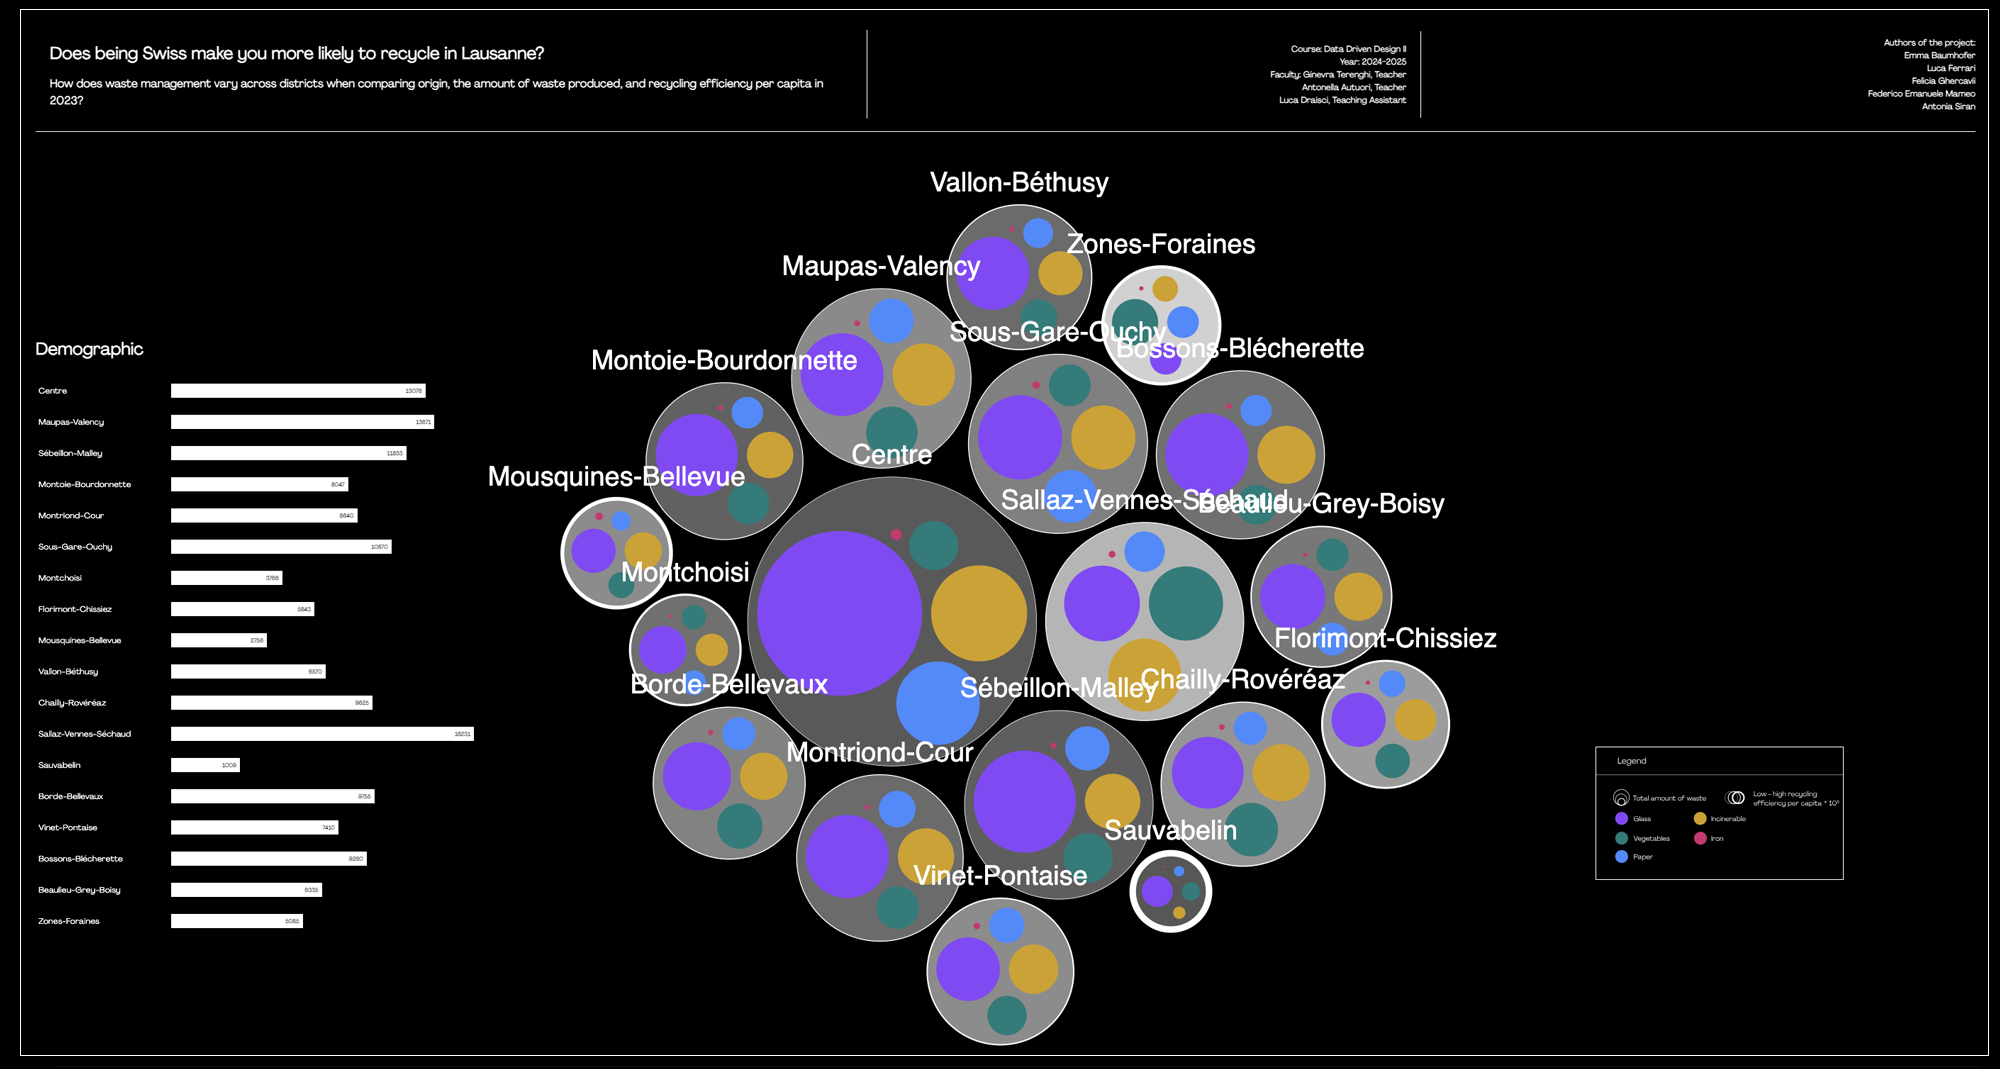 Does being Swiss make you more likely to recycle in Lausanne?
How does waste management vary across districts when comparing origin, the amount of waste produced, and recycling efficiency per capita in
2023?
Course: Data Driven Design II
Year: 2024-2025
Faculty: Ginevra Terenghi, Teacher
Antonella Autuori, Teacher
Luca Draisci, Teaching Assistant
Authors of the project:
Emma Baumhofer
Luca Ferrari
Felicia Ghercavii
Federico Emanuele Mameo
Antonia Siran
Demographic
Centre 13076
Maupas-Valency
Sébeillon-Malley 11833
Montoie-Bourdonnette 8047
Montriond-Cour 8640
Sous-Gare-Ouchy 10870
Montchoisi
Florimont-Chissiez 5843
Mousquines-Bellevue
Vallon-Béthusy 6570
Chailly-Rovéréaz 9625
Sallaz-Vennes-Séchaud 16231
Sauvabelin 1009
Borde-Bellevaux 9755
Vinet-Pontaise 7410
Bossons-Blécherette 9260
Beaulieu-Grey-Boisy 6335
Zones-Foraines 5085
Vallon-Béthusy
Zones-Foraines
Maupas-Valency
Sous-Gare-Ouchy
Bossons-Blécherette
Montoie-Bourdonnette
Centre
Mousquines-Bellevue
Sallaz-Vennes-Séchaud
Beaulieu-Grey-Boisy
Montchoisi
Florimont-Chissiez
Borde-Bellevaux
Sébeillon-Malley
Chailly-Rovéréaz
Montriond-Cour
Sauvabelin
Vinet-Pontaise
Legend
Total amount of waste
Low - high recycling
efficiency per capita * 10⁵
Glass
Incinerable
Vegetables
Iron
Paper